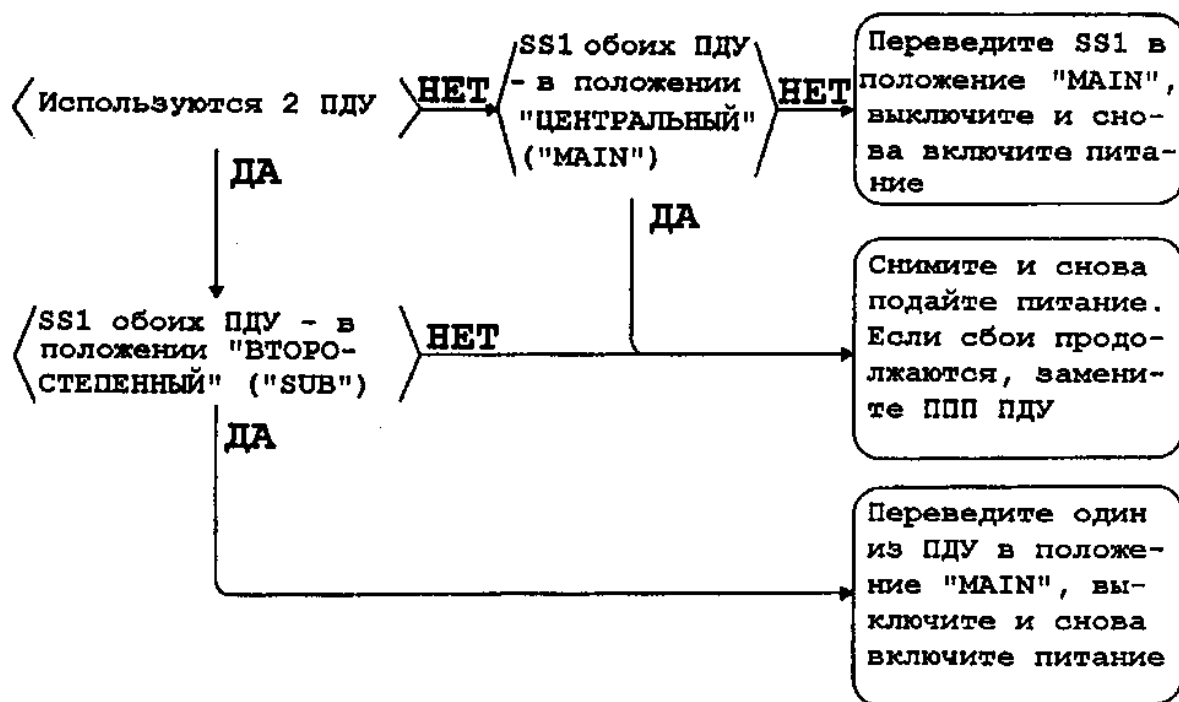 Используются 2 ПДУ
НЕТ
SS1 обоих ПДУ
- в положении
"ЦЕНТРАЛЬНЫЙ"
("MAIN")
НЕТ
Переведите SS1 в
положение "MAIN",
выключите и сно-
ва включите пита-
ние
ДА
ДА
SS1 обоих ПДУ - в
положении "ВТОРО-
СТЕПЕННЫЙ" ("SUB")
НЕТ
Снимите и снова
подайте питание.
Если сбои продо-
лжаются, замени-
те ППП ПДУ
ДА
Переведите один
из ПДУ в положе-
ние "MAIN", вы-
ключите и снова
включите питание